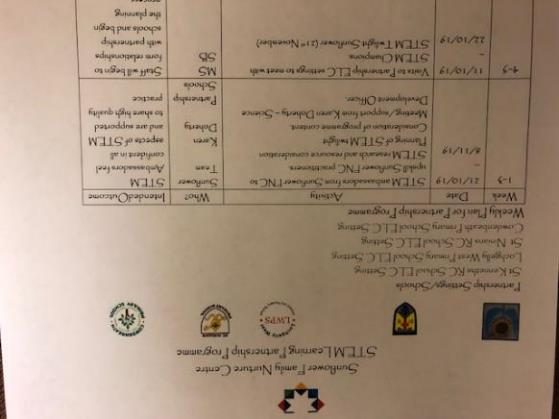 Sunflower Family Nurture Centre
STEM Learning Partnership Programme
LWPS
Partnership Settings/Schools
St Kenneths RC School ELC Setting
Lochgelly West Primary School ELC Setting
St Ninians RC School ELC Setting
Cowdenbeath Primary School ELC Setting
Weekly Plan for Partnership Programme
Week Date Activity Who? Intended Outcome
1-3
21/10/19
–
8/11/19
STEM ambassadors from Sunflower FNC to
upskill Sunflower FNC practitioners.
STEM research and resource consideration
Planning of STEM twilight
Consideration of programme content
Meeting/support from Karen Doherty – Science
Development Officer.
Sunflower
Team
Karen
Doherty
Partnership
Schools
STEM
Ambassadors feel
confident in all
aspects of STEM
and are supported
to share quality
practice
4-5
11/10/19
–
22/10/19
Visits to Partnership ELC settings to meet with
STEM Clampions
STEM Twilight Sunflower (21st November)
MS
SB
Staff will begin to
form relationships
with partnership
schools and begin
the planning
process